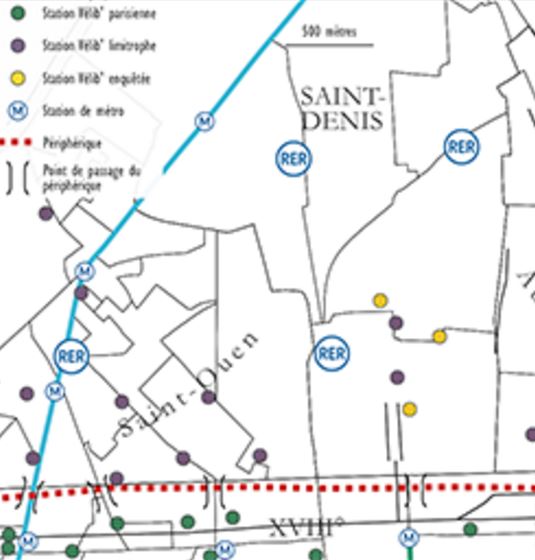 Station Vélib' parisienne
Station Vélib' limitrophe
Station Vélib' enquêtée
M Station de métro
Périphérique
Point de passage du
périphérique
500 mètres
SAINT-
DENIS
M
RER
RER
M
RER
RER
M
Saint-Ouen
XVIII°
M
M
M